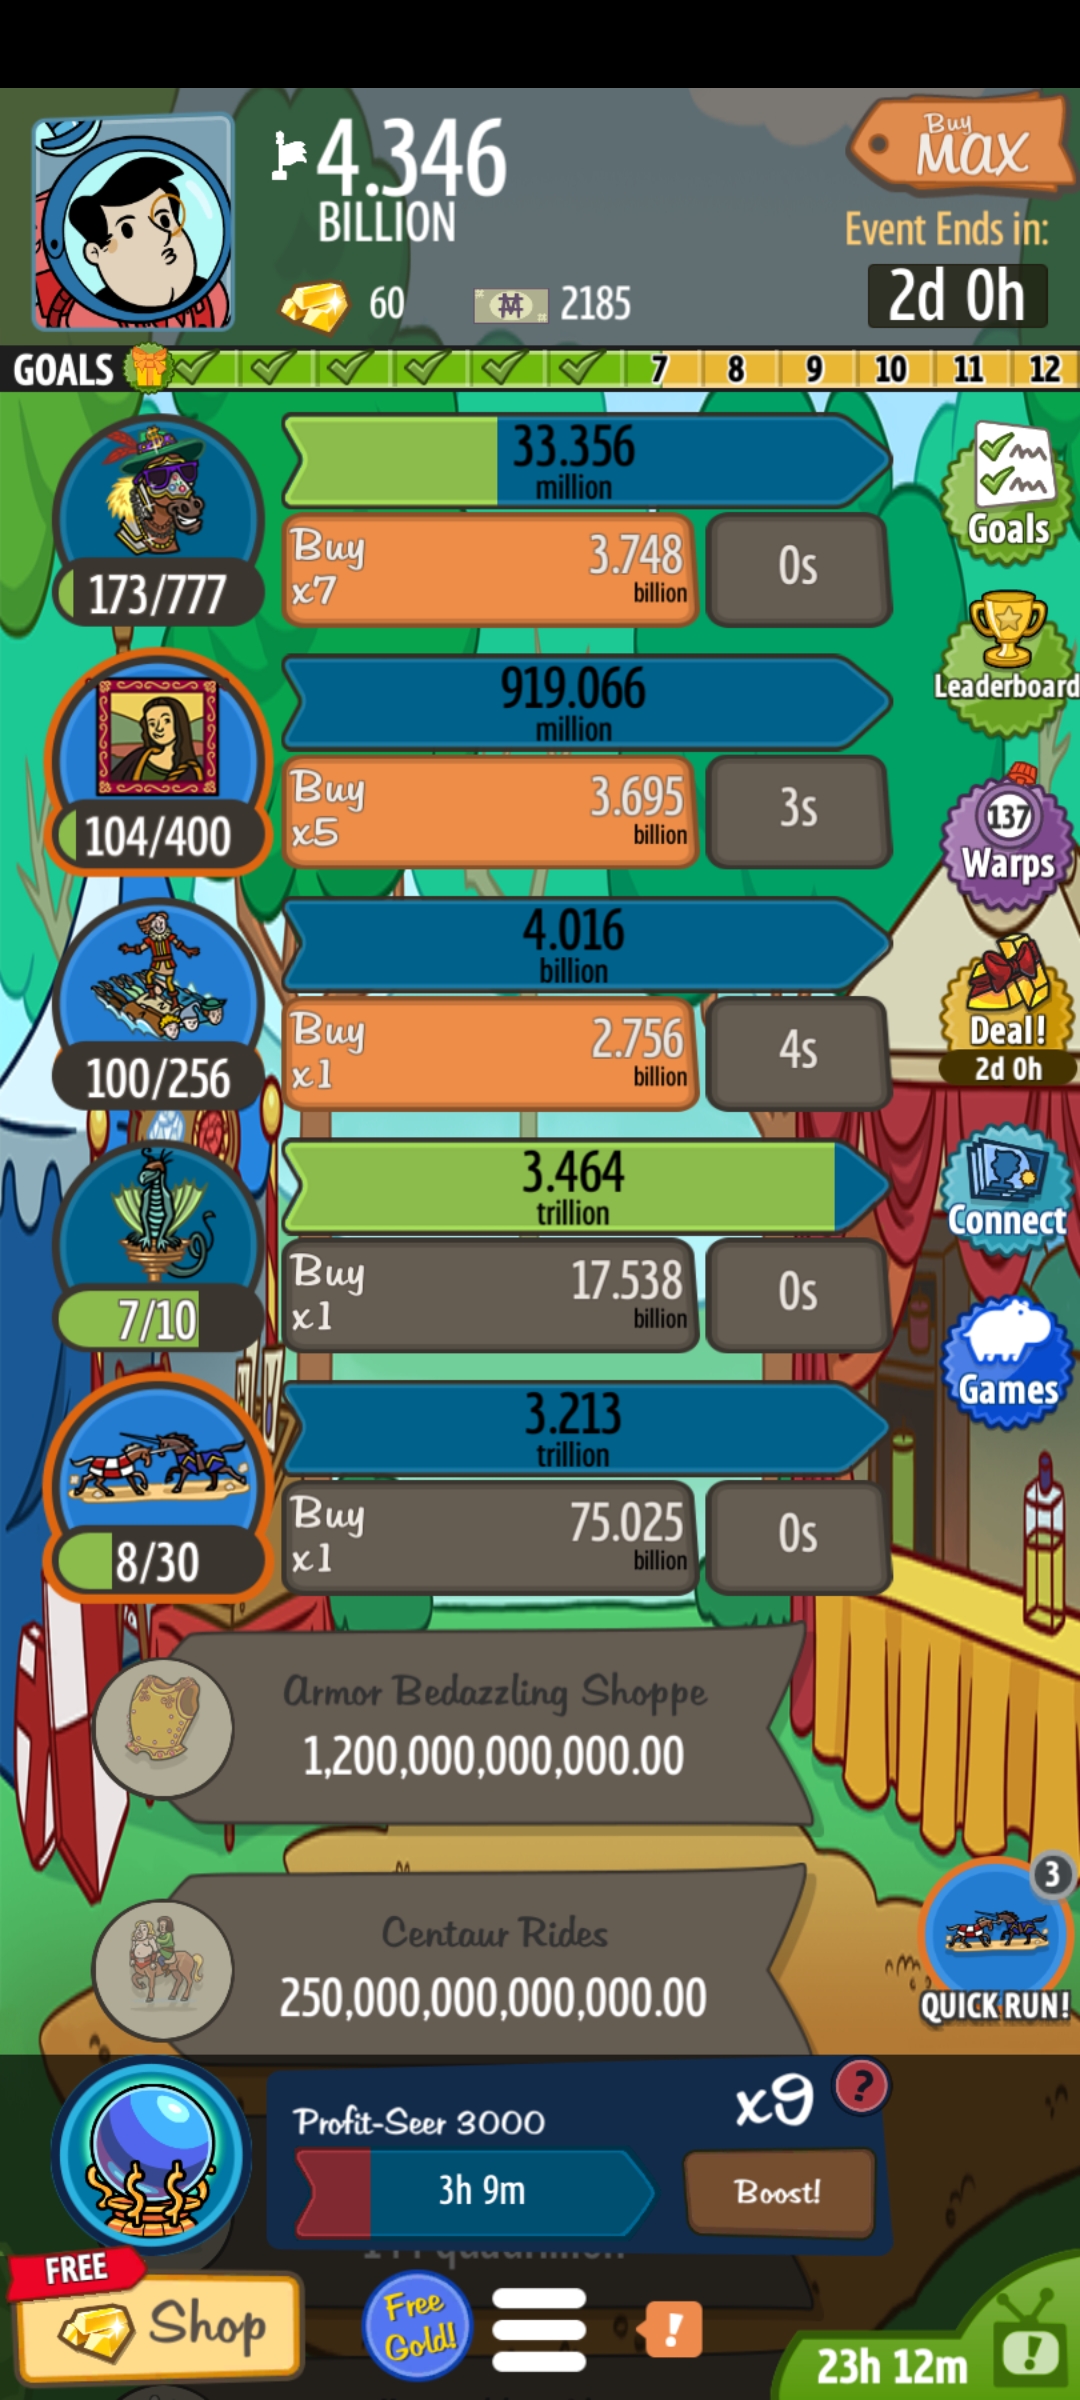 4.346
BILLION
60
2185
Buy
MAX
Event Ends in:
2d 0h
GOALS
7 8 9 10 11 12
33.356
million
Buy
x7
3.748
billion
0s
173/777
Goals
919.066
million
Buy
x5
3.695
billion
3s
104/400
Leaderboard
137
Warps
4.016
billion
Buy
x1
2.756
billion
4s
100/256
Deal!
2d 0h
3.464
trillion
Buy
x1
17.538
billion
0s
7/10
Connect
Games
3.213
trillion
Buy
x1
75.025
billion
0s
8/30
Armor Bedazzling Shoppe
1,200,000,000,000.00
Centaur Rides
250,000,000,000,000.00
3
QUICK RUN!
Profit-Seer 3000
x9
?
3h 9m
Boost!
FREE
Shop
Free
Gold!
!
23h 12m
!